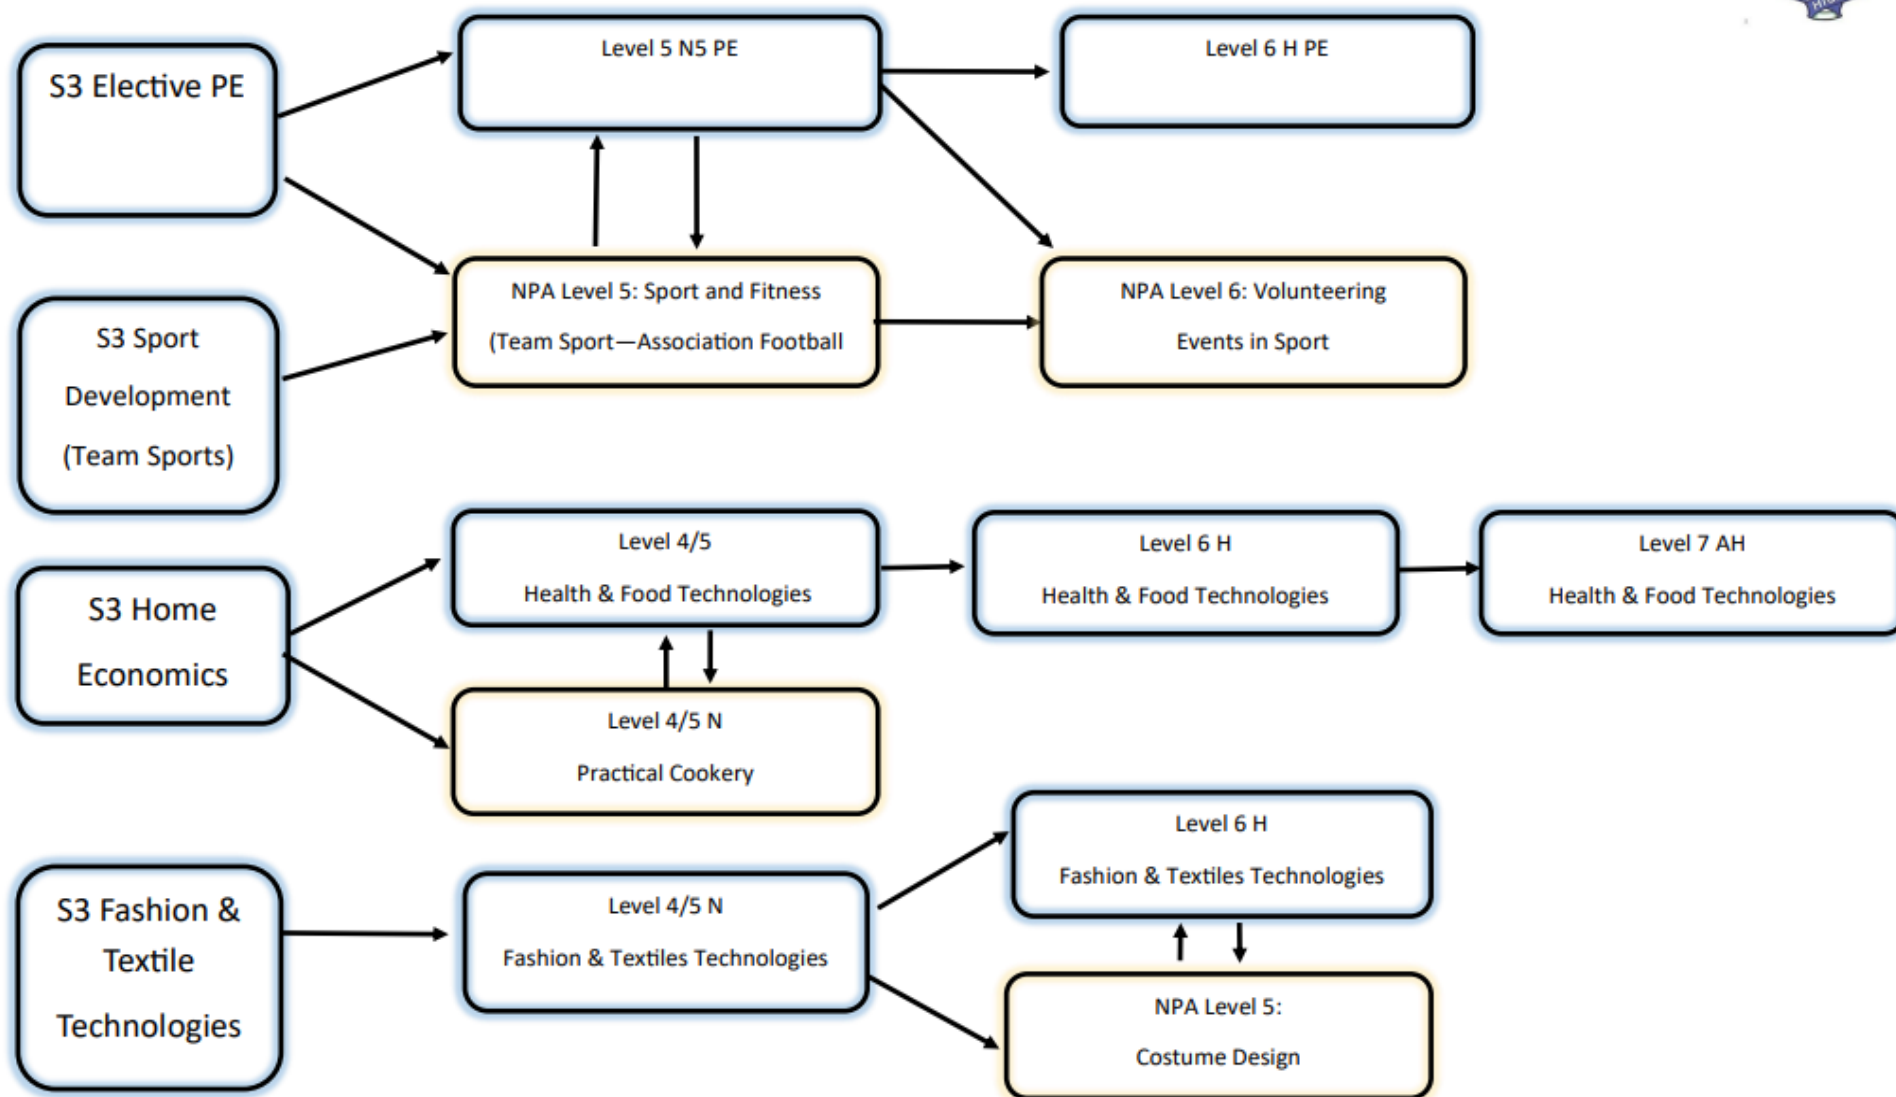 S3 Elective PE
Level 5 N5 PE
Level 6 H PE
S3 Sport
Development
(Team Sports)
NPA Level 5: Sport and Fitness
(Team Sport—Association Football
NPA Level 6: Volunteering
Events in Sport
S3 Home
Economics
Level 4/5
Health & Food Technologies
Level 6 H
Health & Food Technologies
Level 7 AH
Health & Food Technologies
Level 4/5 N
Practical Cookery
S3 Fashion &
Textile
Technologies
Level 4/5 N
Fashion & Textiles Technologies
Level 6 H
Fashion & Textiles Technologies
NPA Level 5:
Costume Design